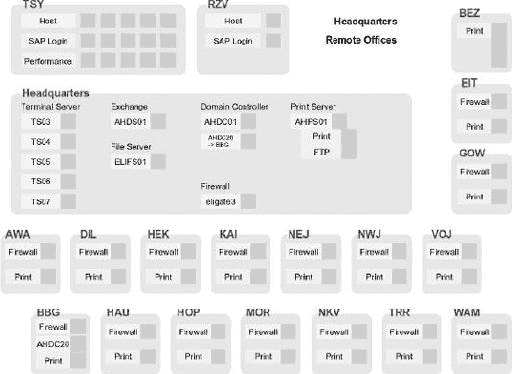 TSY
Host
SAP Login
Performance
RZV
Host
SAP Login
Headquarters
Remote Offices
BEZ
Print
EIT
Firewall
Print
GOW
Firewall
Print
Headquarters
Terminal Server
TS03
TS04
TS05
TS06
TS07
Exchange
AHDS01
File Server
ELIFS01
Domain Controller
AHDC01
AHDC20
-> BBG
Firewall
eligate3
Print Server
AHPS01
Print
FTP
AWA
Firewall
Print
DIL
Firewall
Print
HEK
Firewall
Print
KAI
Firewall
Print
NEJ
Firewall
Print
NWJ
Firewall
Print
VOJ
Firewall
Print
BBG
Firewall
AHDC20
Print
HAU
Firewall
Print
HOP
Firewall
Print
MOR
Firewall
Print
NKV
Firewall
Print
TRR
Firewall
Print
WAM
Firewall
Print